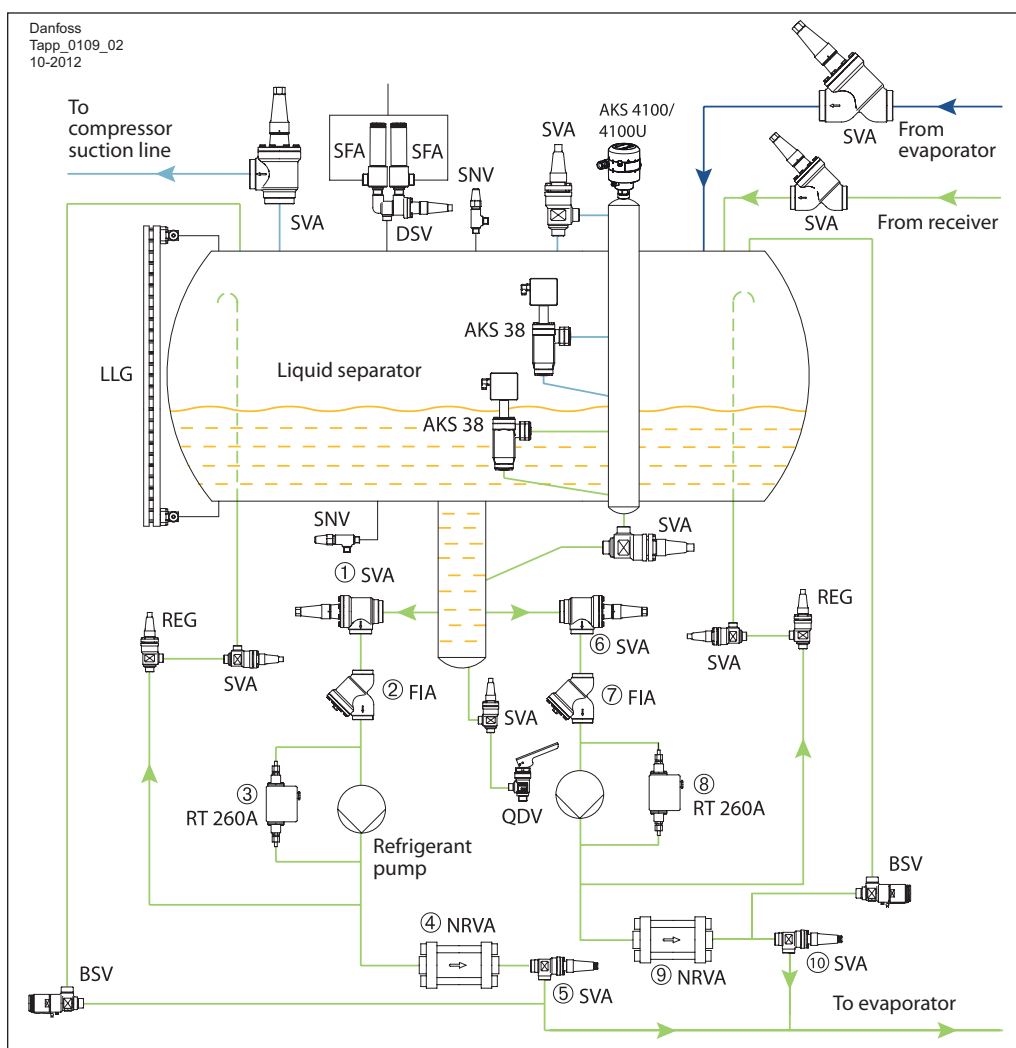 Danfoss
Tapp_0109_02
10-2012
To
compressor
suction line
SFA
SFA
SVA
SNV
AKS 4100/
4100U
SVA
From
evaporator
SVA
From receiver
SVA
DSV
LLG
Liquid separator
AKS 38
AKS 38
SNV
SVA
① SVA
REG
SVA
② FIA
⑥ SVA
⑦ FIA
SVA
REG
SVA
③
RT 260A
QDV
⑧
RT 260A
Refrigerant
pump
BSV
④ NRVA
⑤ SVA
⑨ NRVA
⑩ SVA
BSV
To evaporator